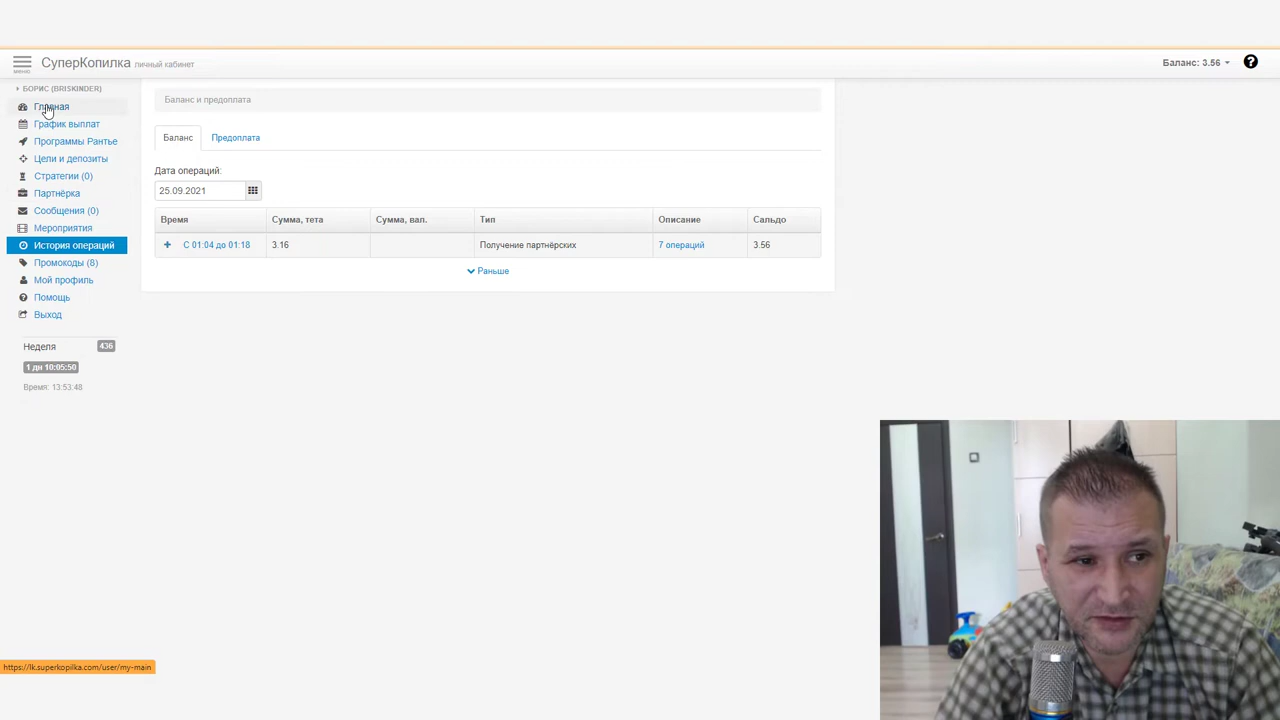 СуперКопилка личный кабинет
Баланс: 3.56
меню
БОРИС (BRISKINDER)
Главная
График выплат
Программы Рантье
Цели и депозиты
Стратегии (0)
Партнёрка
Сообщения (0)
Мероприятия
История операций
Промокоды (8)
Мой профиль
Помощь
Выход
Неделя 436
1 дн 10:05:50
Время: 13:53:48
Баланс и предоплата
Баланс Предоплата
Дата операций:
25.09.2021
Время Сумма, тета Сумма, вал. Тип Описание Сальдо
С 01:04 до 01:18 3.16 Получение партнёрских 7 операций 3.56
Раньше
https://lk.superkopilka.com/user/my-main